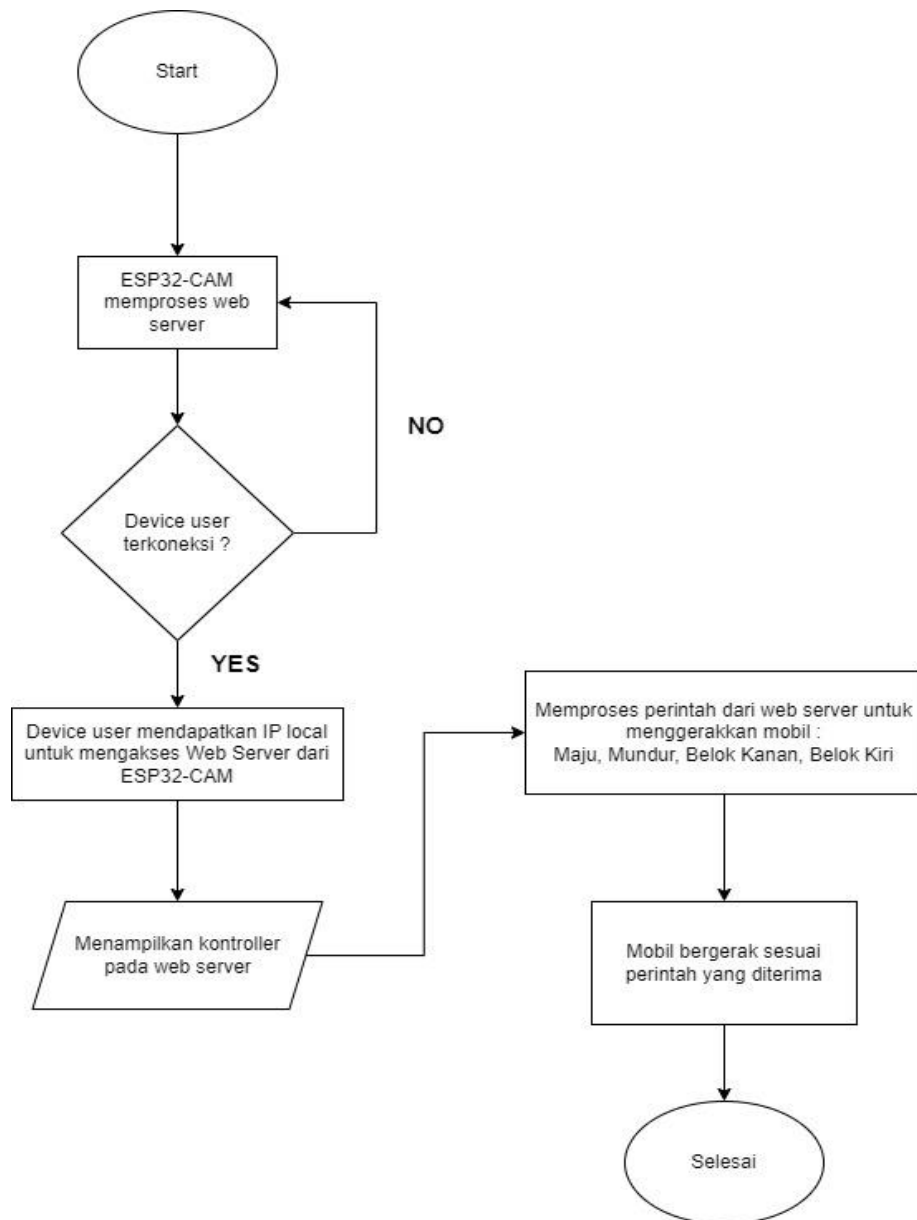 Start
ESP32-CAM
memproses web
server
NO
Device user
terkoneksi ?
YES
Device user mendapatkan IP local
untuk mengakses Web Server dari
ESP32-CAM
Menampilkan kontroller
pada web server
Memproses perintah dari web server untuk
menggerakkan mobil :
Maju, Mundur, Belok Kanan, Belok Kiri
Mobil bergerak sesuai
perintah yang diterima
Selesai